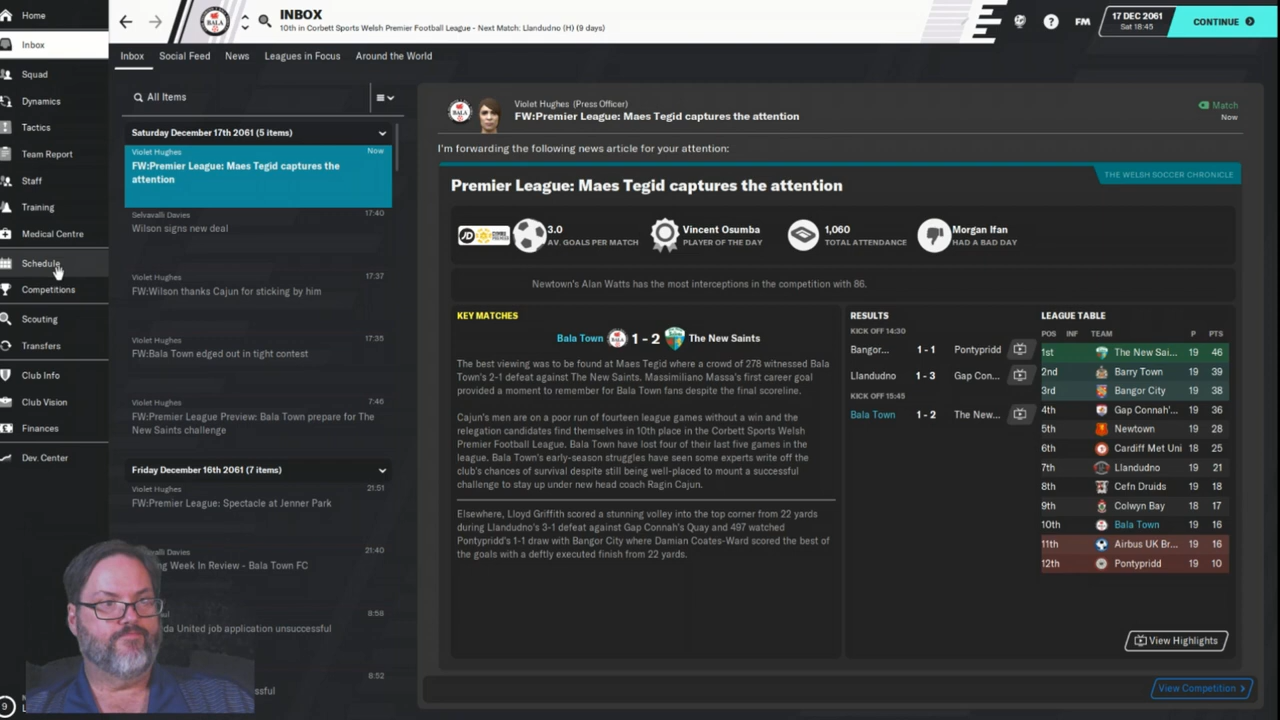 Home
INBOX
10th in Corbett Sports Welsh Premier Football League - Next Match: Llandudno (H) (9 days)
FM
17 DEC 2061
Sat 18:45
CONTINUE
Inbox
Squad
Dynamics
Tactics
Team Report
Staff
Training
Medical Centre
Schedule
Competitions
Scouting
Transfers
Club Info
Club Vision
Finances
Dev. Center
9
Inbox
Social Feed
News
Leagues in Focus
Around the World
All Items
Saturday December 17th 2061 (5 items)
Violet Hughes
Now
FW:Premier League: Maes Tegid captures the
attention
Selvavalli Davies
17:40
Wilson signs new deal
Violet Hughes
17:37
FW:Wilson thanks Cajun for sticking by him
Violet Hughes
17:35
FW:Bala Town edged out in tight contest
Violet Hughes
7:46
FW:Premier League Preview: Bala Town prepare for The
New Saints challenge
Friday December 16th 2061 (7 items)
Violet Hughes
21:51
FW:Premier League: Spectacle at Jenner Park
Davies
21:40
Week In Review - Bala Town FC
8:58
United job application unsuccessful
8:52
BALA
Violet Hughes (Press Officer)
FW:Premier League: Maes Tegid captures the attention
Match
Now
I'm forwarding the following news article for your attention:
THE WELSH SOCCER CHRONICLE
Premier League: Maes Tegid captures the attention
JD
3.0
AV. GOALS PER MATCH
Vincent Osumba
PLAYER OF THE DAY
1,060
TOTAL ATTENDANCE
Morgan Ifan
HAD A BAD DAY
Newtown's Alan Watts has the most interceptions in the competition with 86.
KEY MATCHES
Bala Town 1 - 2 The New Saints
The best viewing was to be found at Maes Tegid where a crowd of 278 witnessed Bala
Town's 2-1 defeat against The New Saints. Massimiliano Massa's first career goal
provided a moment to remember for Bala Town fans despite the final scoreline.
Cajun's men are on a poor run of fourteen league games without a win and the
relegation candidates find themselves in 10th place in the Corbett Sports Welsh
Premier Football League. Bala Town have lost four of their last five games in the
league. Bala Town's early-season struggles have seen some experts write off the
club's chances of survival despite still being well-placed to mount a successful
challenge to stay up under new head coach Ragin Cajun.
Elsewhere, Lloyd Griffith scored a stunning volley into the top corner from 22 yards
during Llandudno's 3-1 defeat against Gap Connah's Quay and 497 watched
Pontypridd's 1-1 draw with Bangor City where Damian Coates-Ward scored the best of
the goals with a deftly executed finish from 22 yards.
RESULTS
KICK OFF 14:30
Bangor... 1 - 1 Pontypridd
Llandudno 1 - 3 Gap Con...
KICK OFF 15:45
Bala Town 1 - 2 The New...
LEAGUE TABLE
POS INF TEAM P PTS
1st The New Sai... 19 46
2nd Barry Town 19 39
3rd Bangor City 19 38
4th Gap Connah'... 19 36
5th Newtown 19 28
6th Cardiff Met Uni 18 25
7th Llandudno 19 21
8th Cefn Druids 19 18
9th Colwyn Bay 18 17
10th Bala Town 19 16
11th Airbus UK Br... 19 16
12th Pontypridd 19 10
View Highlights
View Competition >